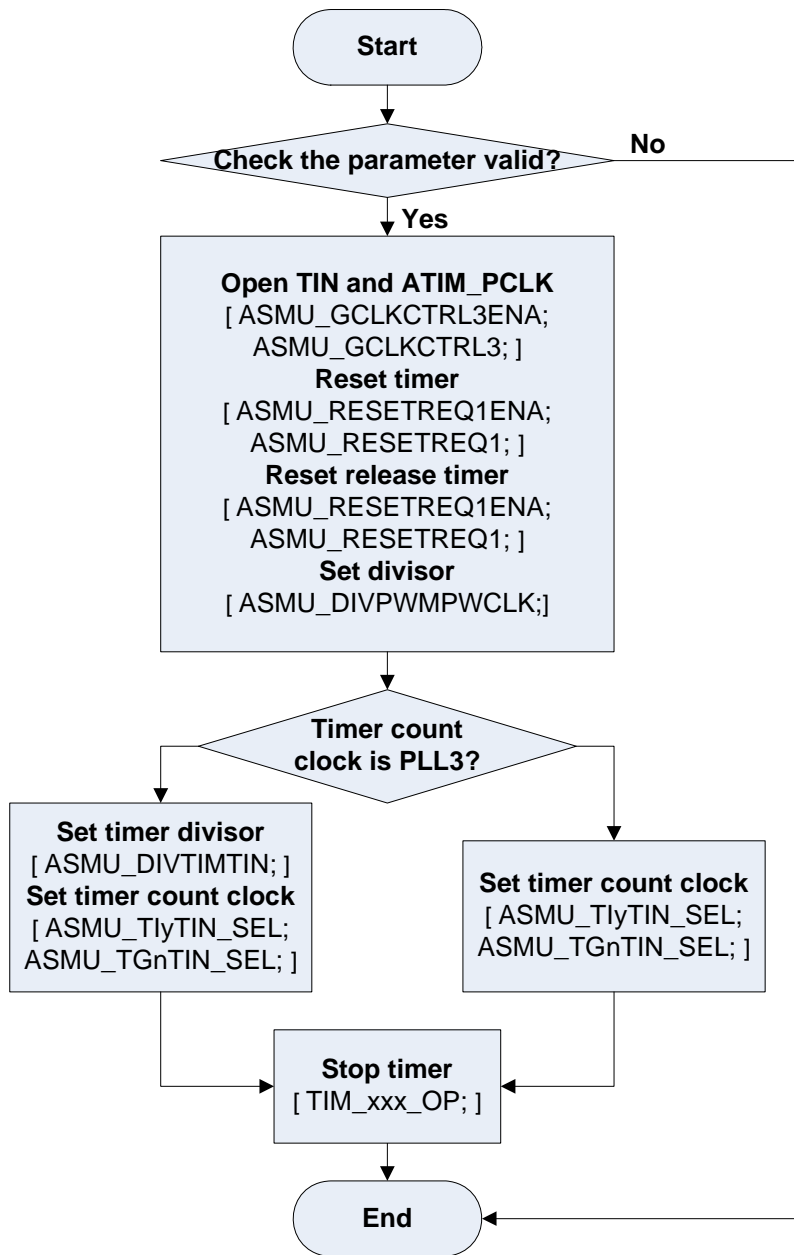 Start
Check the parameter valid?
No
Yes
Open TIN and ATIM_PCLK
[ ASMU_GCLKCTRL3ENA;
ASMU_GCLKCTRL3; ]
Reset timer
[ ASMU_RESETREQ1ENA;
ASMU_RESETREQ1; ]
Reset release timer
[ ASMU_RESETREQ1ENA;
ASMU_RESETREQ1; ]
Set divisor
[ ASMU_DIVPWMPWCLK;]
Timer count
clock is PLL3?
Set timer divisor
[ ASMU_DIVTIMTIN; ]
Set timer count clock
[ ASMU_TIyTIN_SEL;
ASMU_TGnTIN_SEL; ]
Set timer count clock
[ ASMU_TIyTIN_SEL;
ASMU_TGnTIN_SEL; ]
Stop timer
[ TIM_xxx_OP; ]
End